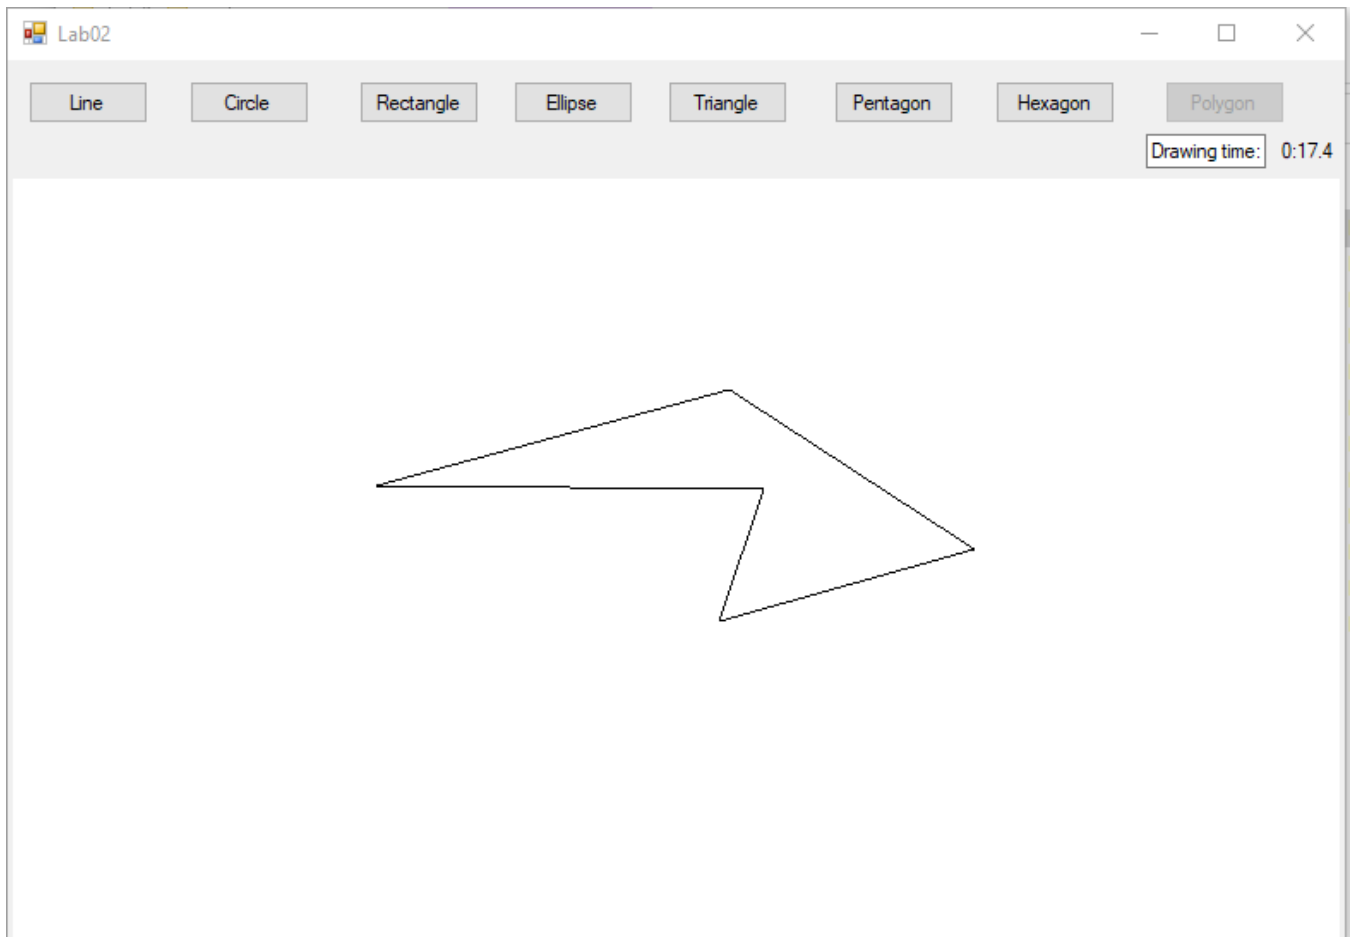 Lab02
Line Circle Rectangle Ellipse Triangle Pentagon Hexagon Polygon
Drawing time: 0:17.4